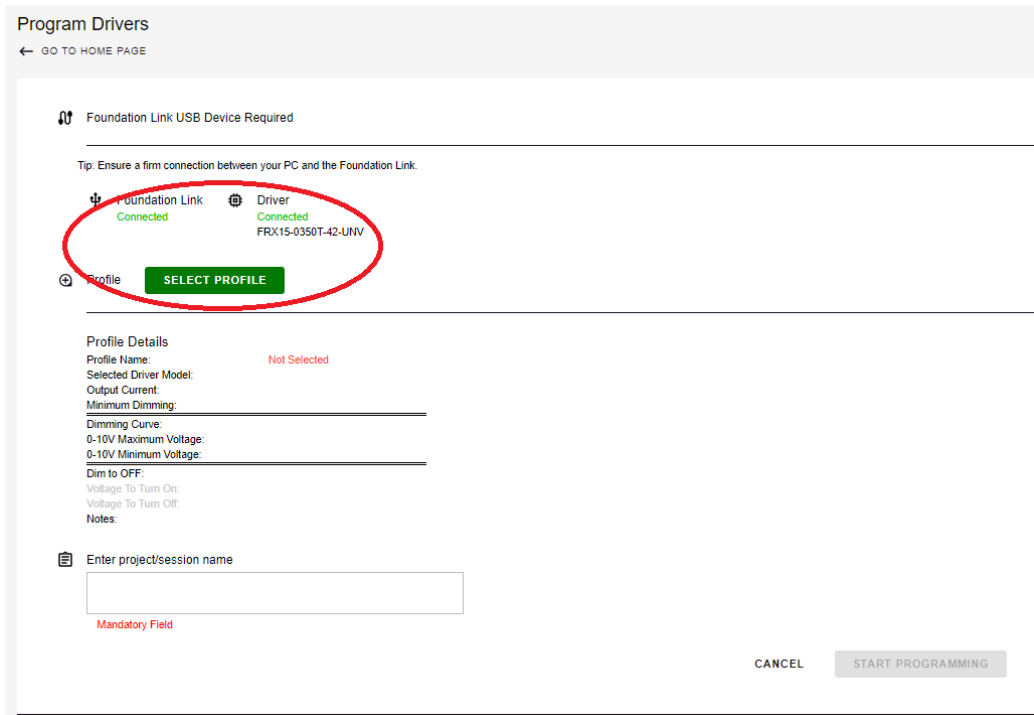 Program Drivers
← GO TO HOME PAGE
Foundation Link USB Device Required
Tip: Ensure a firm connection between your PC and the Foundation Link.
Foundation Link Driver
Connected Connected
FRX15-0350T-42-UNV
Profile SELECT PROFILE
Profile Details
Profile Name: Not Selected
Selected Driver Model:
Output Current:
Minimum Dimming:
Dimming Curve:
0-10V Maximum Voltage:
0-10V Minimum Voltage:
Dim to OFF:
Voltage To Turn On:
Voltage To Turn Off:
Notes:
Enter project/session name
Mandatory Field
CANCEL START PROGRAMMING